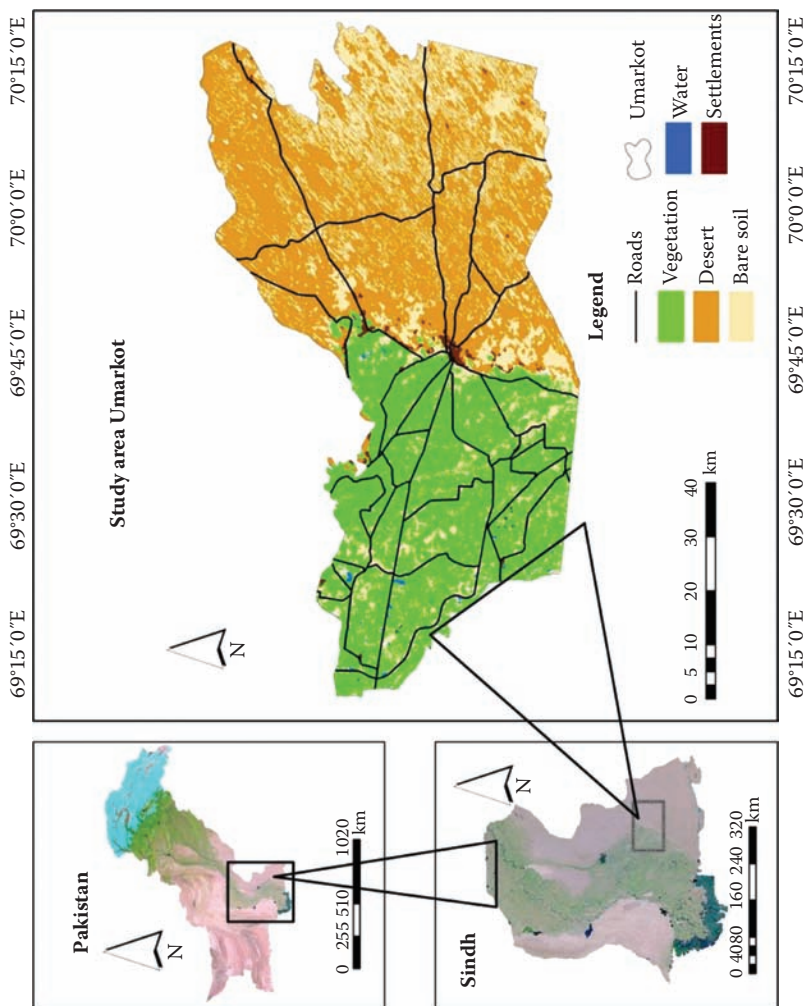 Pakistan
N
0 255 510 1020
km
Sindh
N
0 4080 160 240 320
km
69°15′0″E 69°30′0″E 69°45′0″E 70°0′0″E 70°15′0″E
Study area Umarkot
N
0 5 10 20 30 40
km
Legend
Roads
Vegetation
Desert
Bare soil
Umarkot
Water
Settlements
69°15′0″E 69°30′0″E 69°45′0″E 70°0′0″E 70°15′0″E